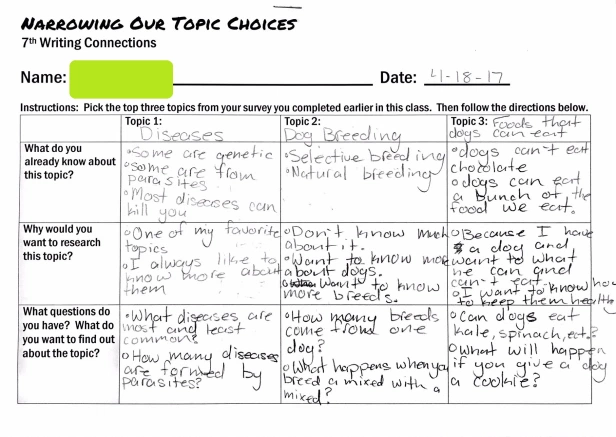 NARROWING OUR TOPIC CHOICES
7th Writing Connections
Name:
Date: 4-18-17
Instructions: Pick the top three topics from your survey you completed earlier in this class. Then follow the directions below.
Topic 1:
Diseases
Topic 2:
Dog Breeding
Topic 3: Foods that
dogs can eat
What do you
already know about
this topic?
•Some are genetic
•some are from
parasites
•Most diseases can
kill you
•Selective breeding
•Natural breeding
•dogs can't eat
chocolate
•dogs can eat
a bunch of the
food we eat.
Why would you
want to research
this topic?
•One of my favorite
topics
•I always like to
know more about
them
•Don't know much
about it.
•Want to know more
about dogs.
•Want to know
more breeds.
•Because I have
a dog and
want to what
he can and
can't eat.
•I want to know how
to keep them healthy
What questions do
you have? What do
you want to find out
about the topic?
•What diseases are
most and least
common?
•How many diseases
are formed by
parasites?
•How many breeds
come from one
dog?
•What happens when you
breed a mixed with a
mixed?
•Can dogs eat
kale, spinach, ect.?
•What will happen
if you give a dog
a cookie?